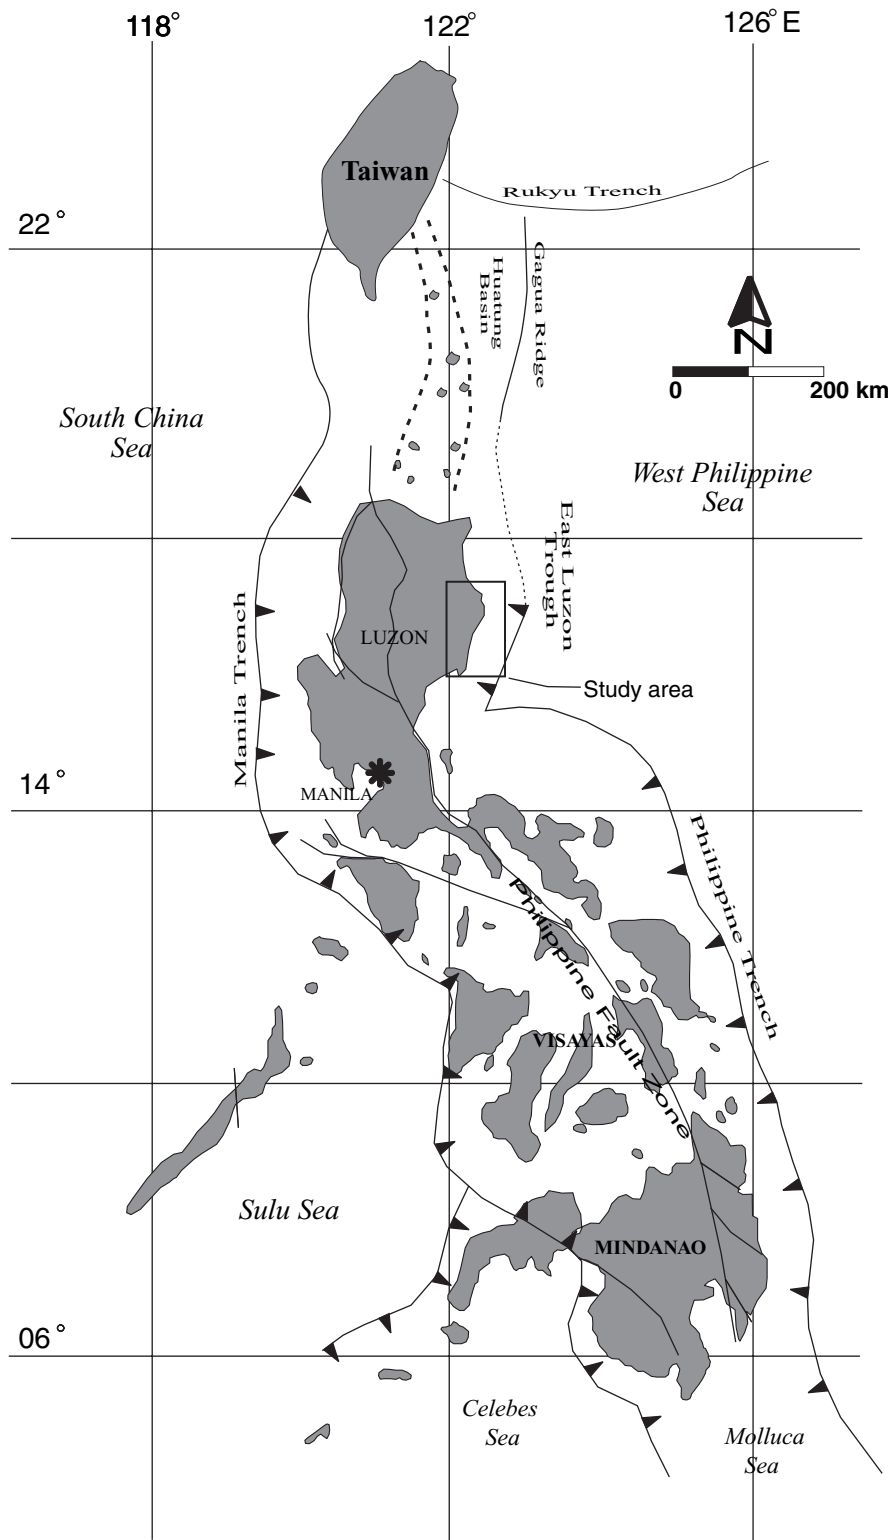 118°
122°
126° E
Taiwan
Rukyu Trench
22°
Huatung
Basin
Gagua Ridge
N
0
200 km
South China
Sea
West Philippine
Sea
East Luzon
Trough
Manila Trench
LUZON
Study area
14°
MANILA
Philippine Trench
Philippine Fault Zone
VISAYAS
Sulu Sea
MINDANAO
06°
Celebes
Sea
Molluca
Sea